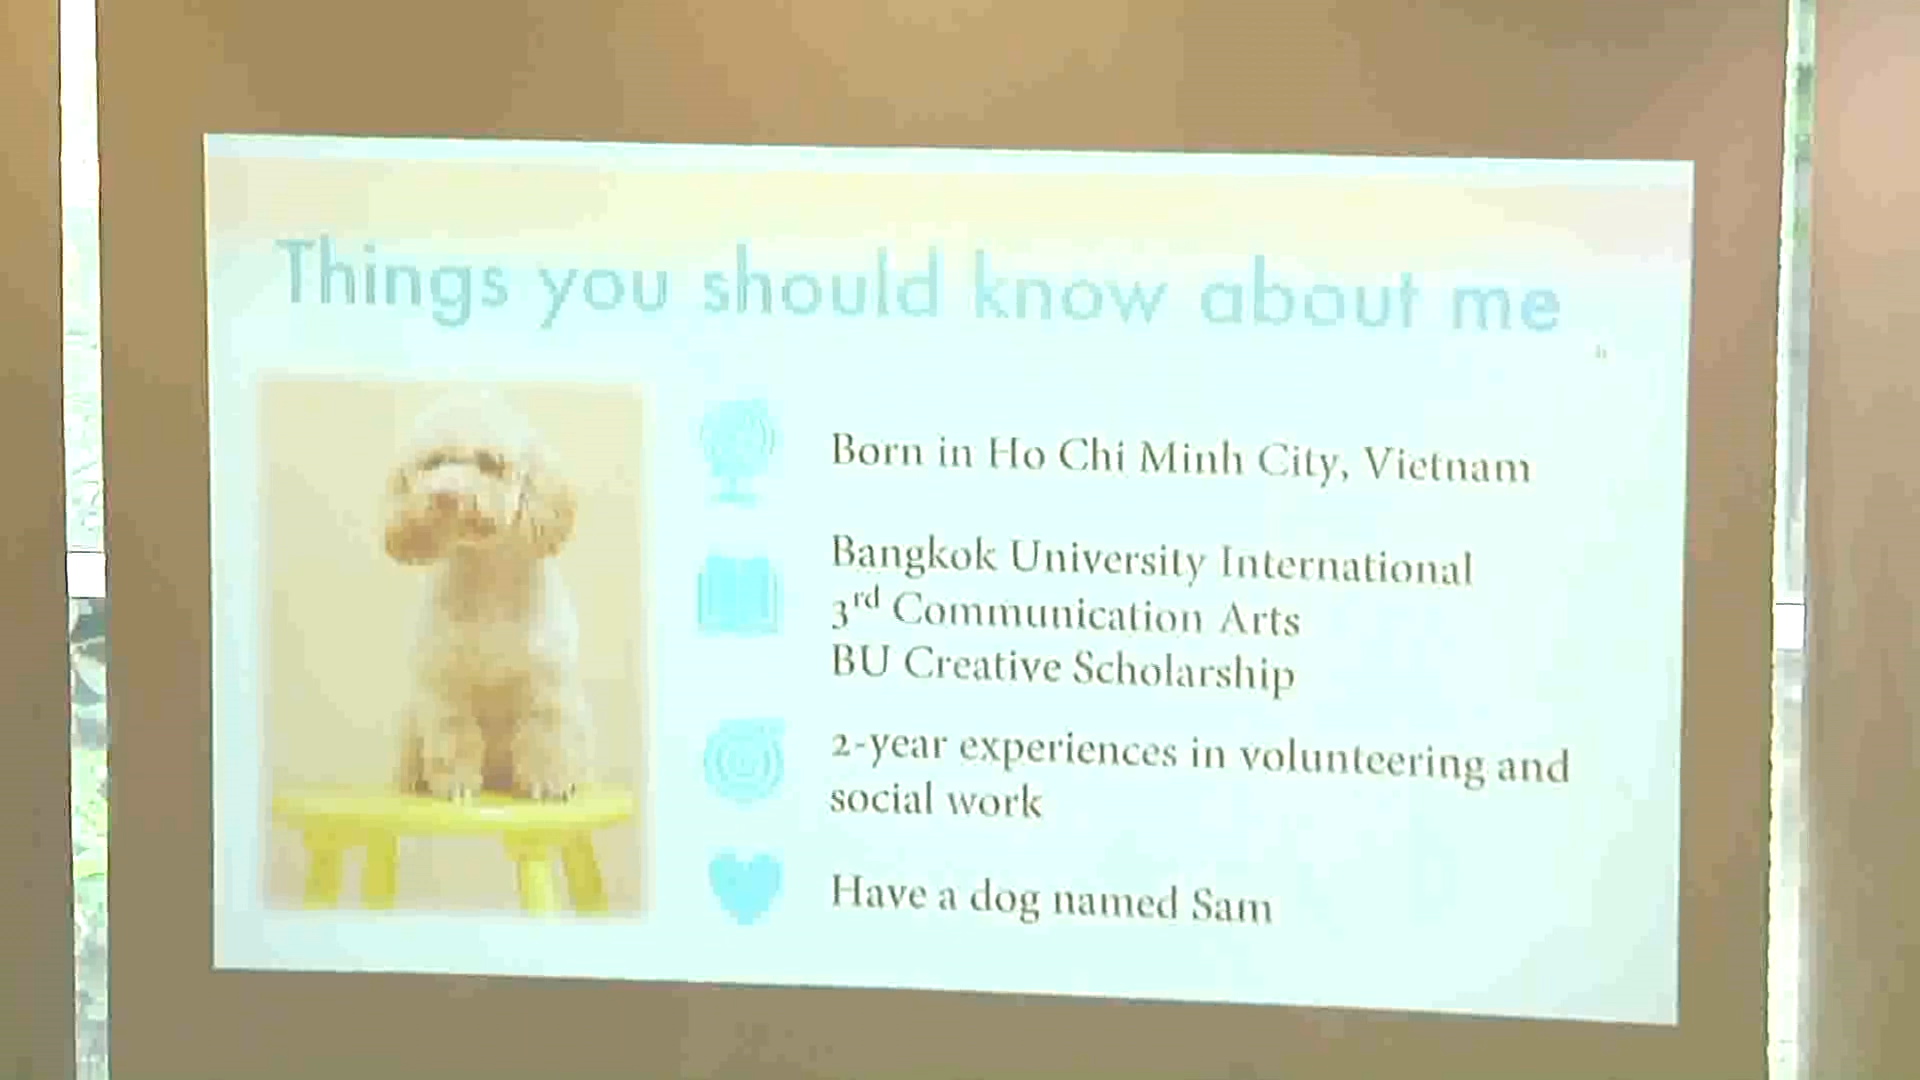 Things you should know about me
Born in Ho Chi Minh City, Vietnam
Bangkok University International
3rd Communication Arts
BU Creative Scholarship
2-year experiences in volunteering and
social work
Have a dog named Sam